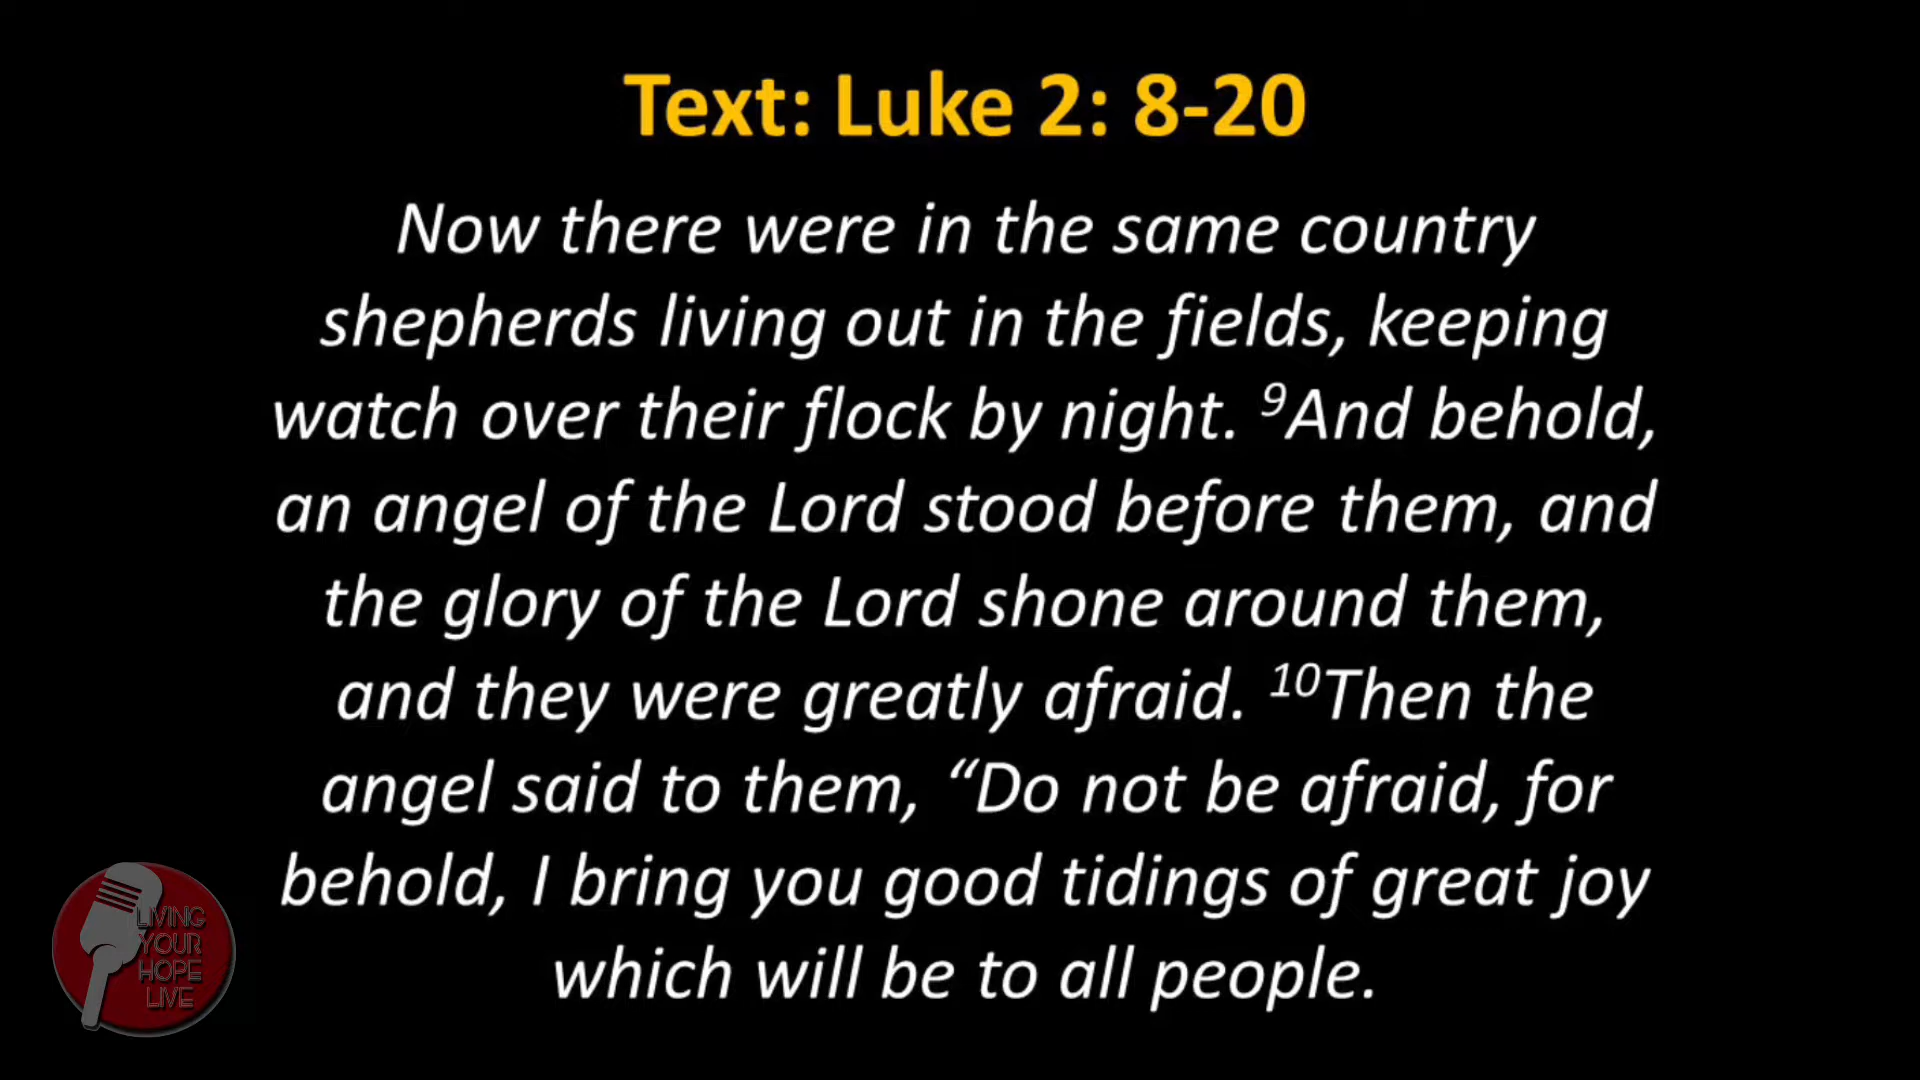 Text: Luke 2: 8-20
Now there were in the same country
shepherds living out in the fields, keeping
watch over their flock by night. ⁹And behold,
an angel of the Lord stood before them, and
the glory of the Lord shone around them,
and they were greatly afraid. ¹⁰Then the
angel said to them, “Do not be afraid, for
behold, I bring you good tidings of great joy
which will be to all people.
LIVING
YOUR
HOPE
LIVE